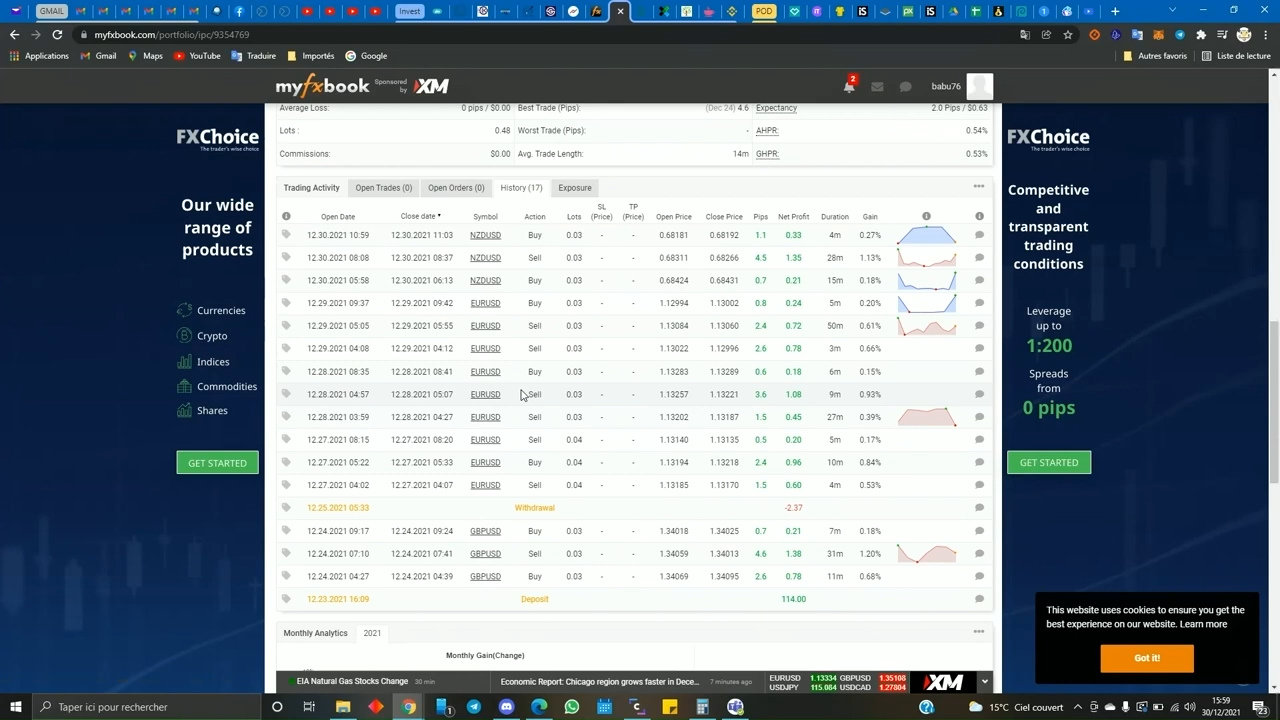 GMAIL
Invest
POD
myfxbook.com/portfolio/ipc/9354769
Applications Gmail Maps YouTube Traduire Importés Google Autres favoris Liste de lecture
myfxbook Sponsored by XM
2 babu76
Average Loss: 0 pips / $0.00 Best Trade (Pips): (Dec 24) 4.6 Expectancy 2.0 Pips / $0.63
Lots : 0.48 Worst Trade (Pips): - AHPR: 0.54%
Commissions: $0.00 Avg. Trade Length: 14m GHPR: 0.53%
FXChoice
The trader's wise choice
Our wide
range of
products
Currencies
Crypto
Indices
Commodities
Shares
GET STARTED
Trading Activity Open Trades (0) Open Orders (0) History (17) Exposure
Open Date Close date Symbol Action Lots SL (Price) TP (Price) Open Price Close Price Pips Net Profit Duration Gain
12.30.2021 10:59 12.30.2021 11:03 NZDUSD Buy 0.03 - - 0.68181 0.68192 1.1 0.33 4m 0.27%
12.30.2021 08:08 12.30.2021 08:37 NZDUSD Sell 0.03 - - 0.68311 0.68266 4.5 1.35 28m 1.13%
12.30.2021 05:58 12.30.2021 06:13 NZDUSD Buy 0.03 - - 0.68424 0.68431 0.7 0.21 15m 0.18%
12.29.2021 09:37 12.29.2021 09:42 EURUSD Buy 0.03 - - 1.12994 1.13002 0.8 0.24 5m 0.20%
12.29.2021 05:05 12.29.2021 05:55 EURUSD Sell 0.03 - - 1.13084 1.13060 2.4 0.72 50m 0.61%
12.29.2021 04:08 12.29.2021 04:12 EURUSD Sell 0.03 - - 1.13022 1.12996 2.6 0.78 3m 0.66%
12.28.2021 08:35 12.28.2021 08:41 EURUSD Buy 0.03 - - 1.13283 1.13289 0.6 0.18 6m 0.15%
12.28.2021 04:57 12.28.2021 05:07 EURUSD Sell 0.03 - - 1.13257 1.13221 3.6 1.08 9m 0.93%
12.28.2021 03:59 12.28.2021 04:27 EURUSD Sell 0.03 - - 1.13202 1.13187 1.5 0.45 27m 0.39%
12.27.2021 08:15 12.27.2021 08:20 EURUSD Sell 0.04 - - 1.13140 1.13135 0.5 0.20 5m 0.17%
12.27.2021 05:22 12.27.2021 05:33 EURUSD Buy 0.04 - - 1.13194 1.13218 2.4 0.96 10m 0.84%
12.27.2021 04:02 12.27.2021 04:07 EURUSD Sell 0.04 - - 1.13185 1.13170 1.5 0.60 4m 0.53%
12.25.2021 05:33 Withdrawal -2.37
12.24.2021 09:17 12.24.2021 09:24 GBPUSD Buy 0.03 - - 1.34018 1.34025 0.7 0.21 7m 0.18%
12.24.2021 07:10 12.24.2021 07:41 GBPUSD Sell 0.03 - - 1.34059 1.34013 4.6 1.38 31m 1.20%
12.24.2021 04:27 12.24.2021 04:39 GBPUSD Buy 0.03 - - 1.34069 1.34095 2.6 0.78 11m 0.68%
12.23.2021 16:09 Deposit 114.00
Monthly Analytics 2021
Monthly Gain(Change)
FXChoice
The trader's wise choice
Competitive
and
transparent
trading
conditions
Leverage
up to
1:200
Spreads
from
0 pips
GET STARTED
This website uses cookies to ensure you get the
best experience on our website. Learn more
Got it!
EIA Natural Gas Stocks Change 30 min Economic Report: Chicago region grows faster in Dece... 7 minutes ago
EURUSD 1.13334 GBPUSD 1.35108
USDJPY 115.084 USDCAD 1.27804
XM
Taper ici pour rechercher
15°C
15:59
30/12/2021